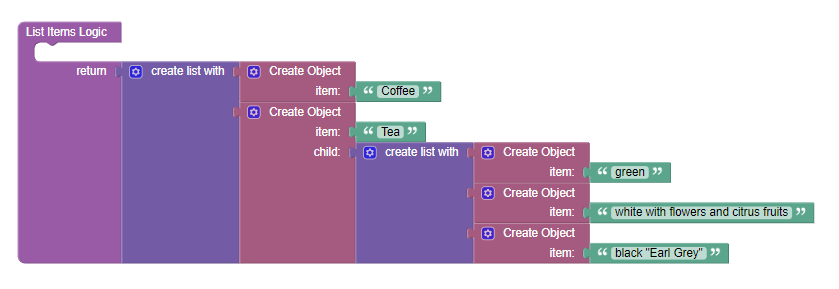 List Items Logic
return create list with Create Object
item: “ Coffee ”
Create Object
item: “ Tea ”
child: create list with Create Object
item: “ green ”
Create Object
item: “ white with flowers and citrus fruits ”
Create Object
item: “ black "Earl Grey" ”